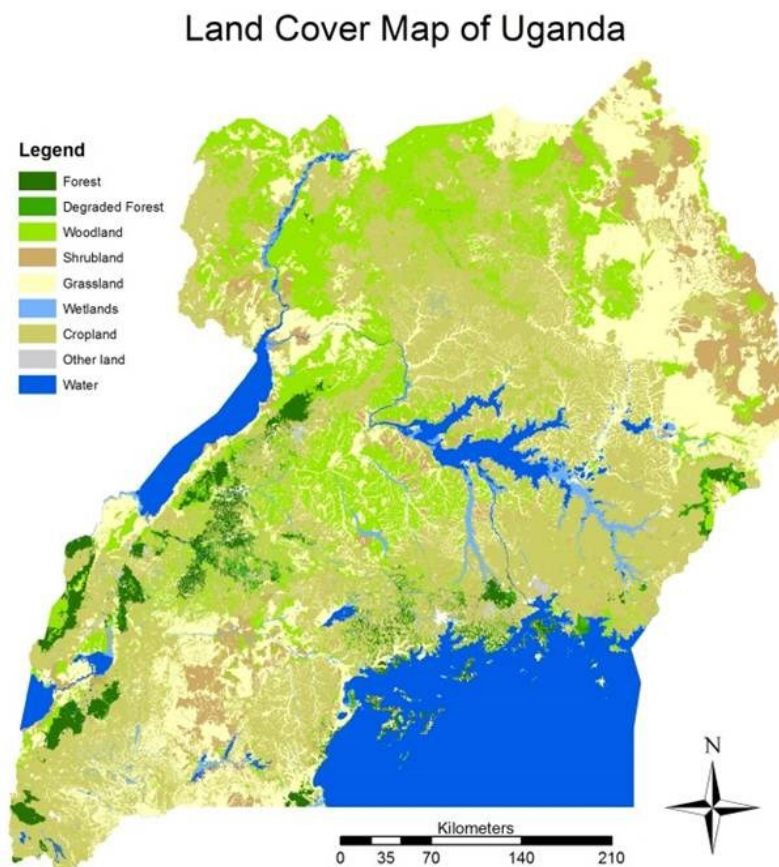 Land Cover Map of Uganda
Legend
Forest
Degraded Forest
Woodland
Shrubland
Grassland
Wetlands
Cropland
Other land
Water
N
Kilometers
0 35 70 140 210